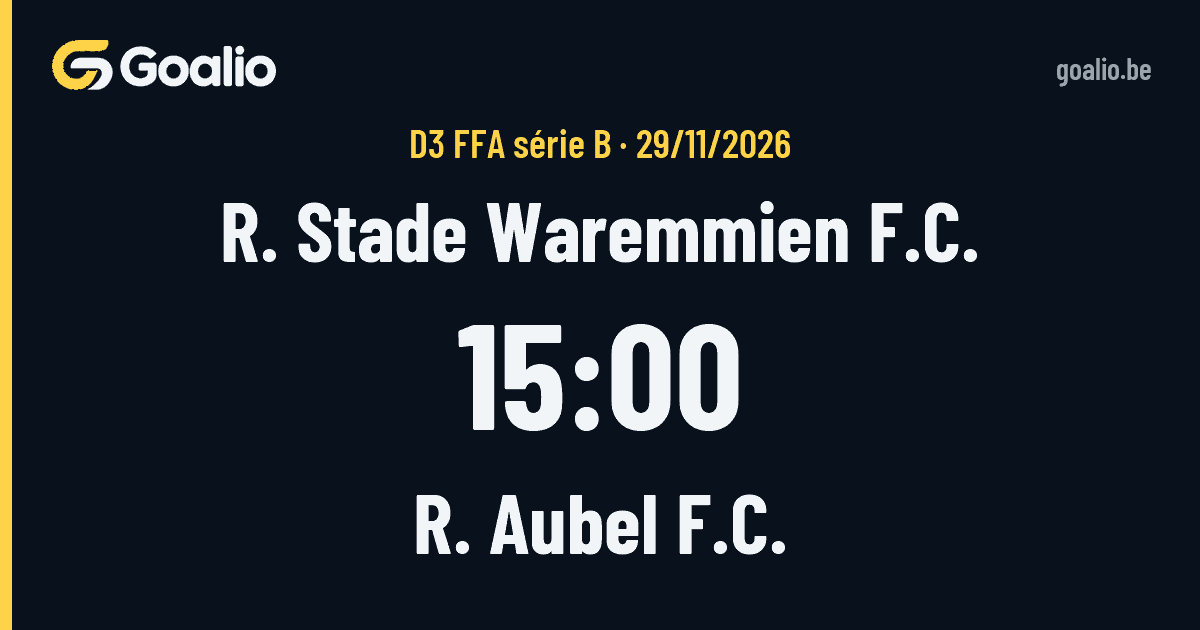 Goalio
goalio.be
D3 FFA série B · 29/11/2026
R. Stade Waremmien F.C.
15:00
R. Aubel F.C.